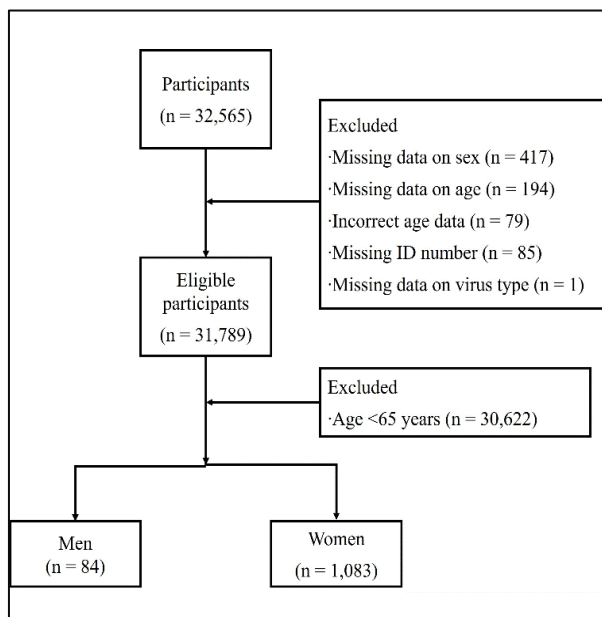 Participants
(n = 32,565)
Excluded
·Missing data on sex (n = 417)
·Missing data on age (n = 194)
·Incorrect age data (n = 79)
·Missing ID number (n = 85)
·Missing data on virus type (n = 1)
Eligible
participants
(n = 31,789)
Excluded
·Age <65 years (n = 30,622)
Men
(n = 84)
Women
(n = 1,083)